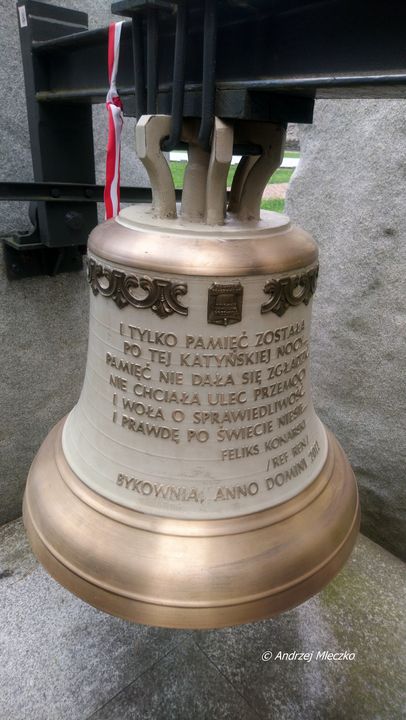 I TYLKO PAMIĘĆ ZOSTAŁA
PO TEJ KATYŃSKIEJ NOCY...
PAMIĘĆ NIE DAŁA SIĘ ZGŁADZIĆ
NIE CHCIAŁA ULEC PRZEMOCY
I WOŁA O SPRAWIEDLIWOŚĆ
I PRAWDĘ PO ŚWIECIE NIESIE...
FELIKS KONARSKI
/REF REN/
BYKOWNIA, ANNO DOMINI 2011
© Andrzej Mleczko